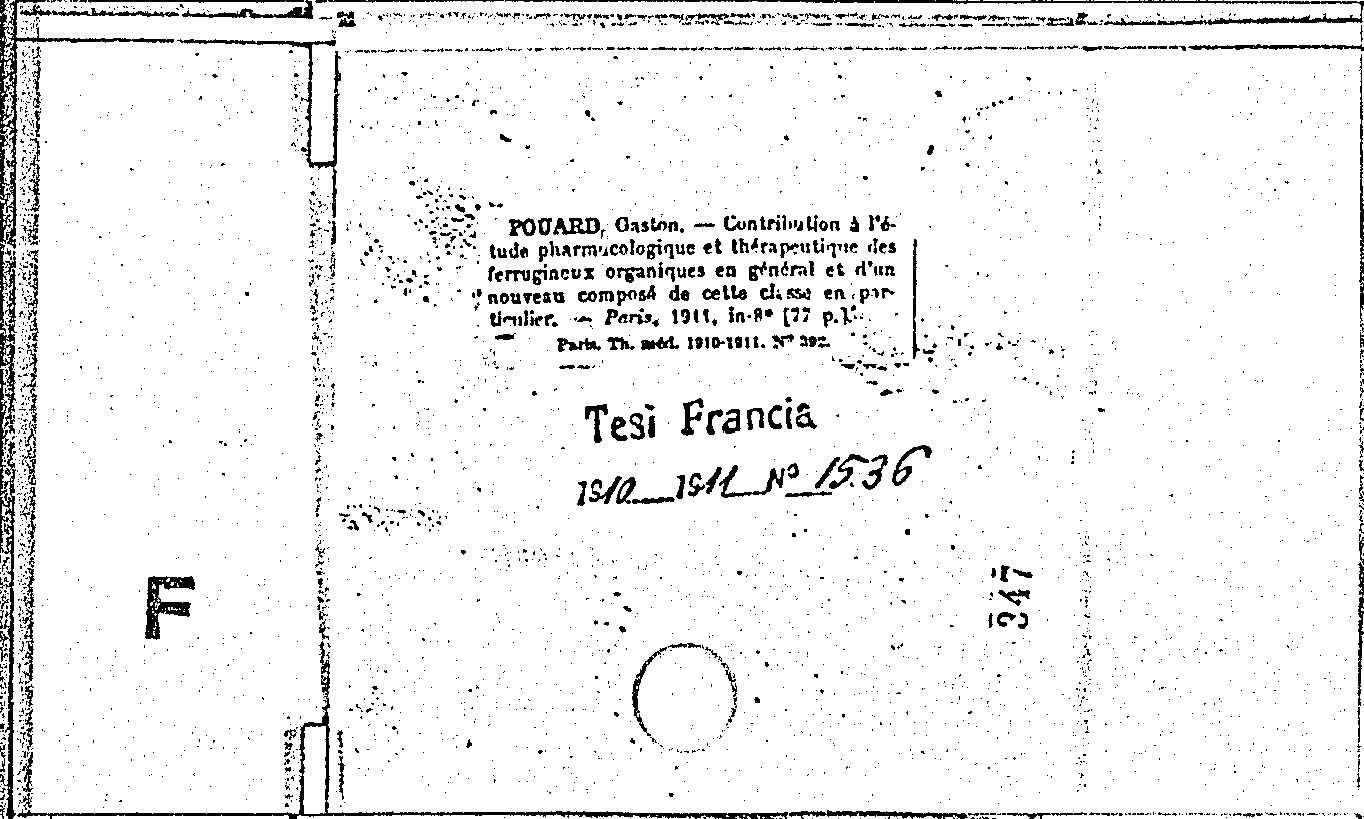 POUARD, Gaston. — Contribution à l'é-
tude pharmacologique et thérapeutique des
ferrugineux organiques en général et d'un
nouveau composé de cette classe en par-
ticulier. — Paris, 1911, in-8° [77 p.].
Paris. Th. méd. 1910-1911. N° 392.
Tesi Francia
1910 1911 N° 1536
F
347